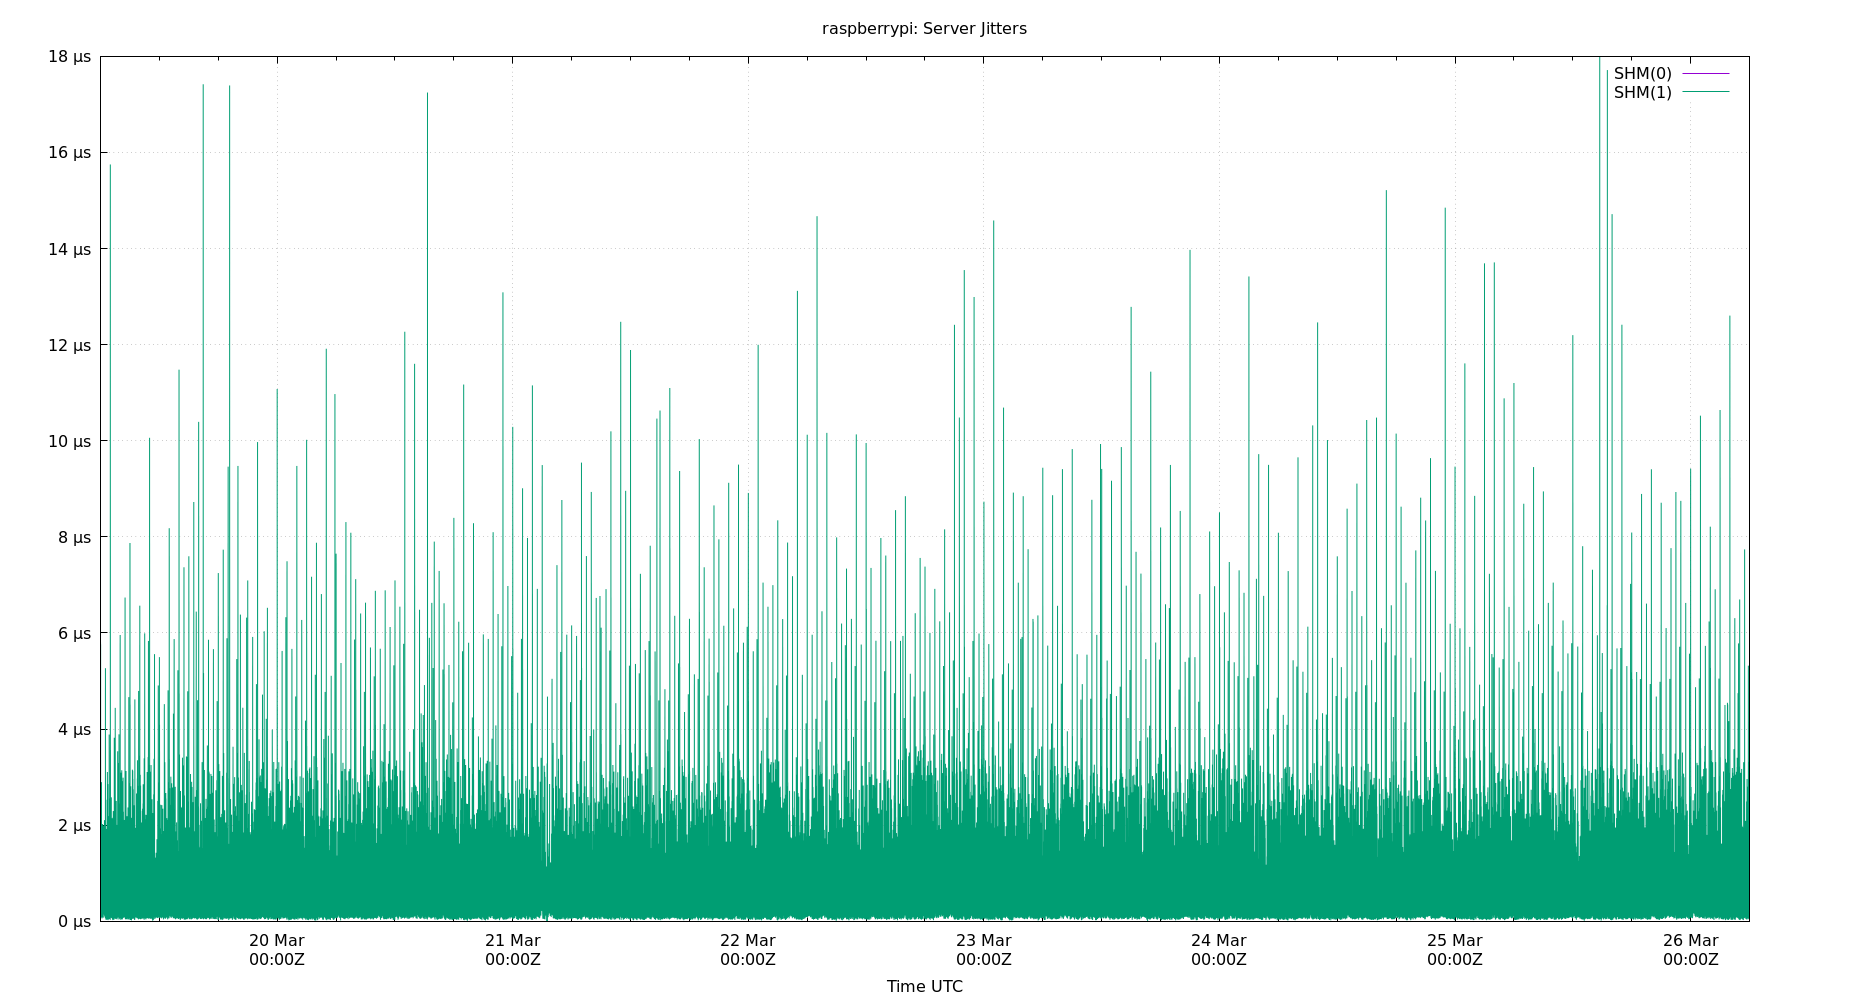 raspberrypi: Server Jitters
18 µs
16 µs
14 µs
12 µs
10 µs
8 µs
6 µs
4 µs
2 µs
0 µs
SHM(0)
SHM(1)
20 Mar 21 Mar 22 Mar 23 Mar 24 Mar 25 Mar 26 Mar
00:00Z 00:00Z 00:00Z 00:00Z 00:00Z 00:00Z 00:00Z
Time UTC